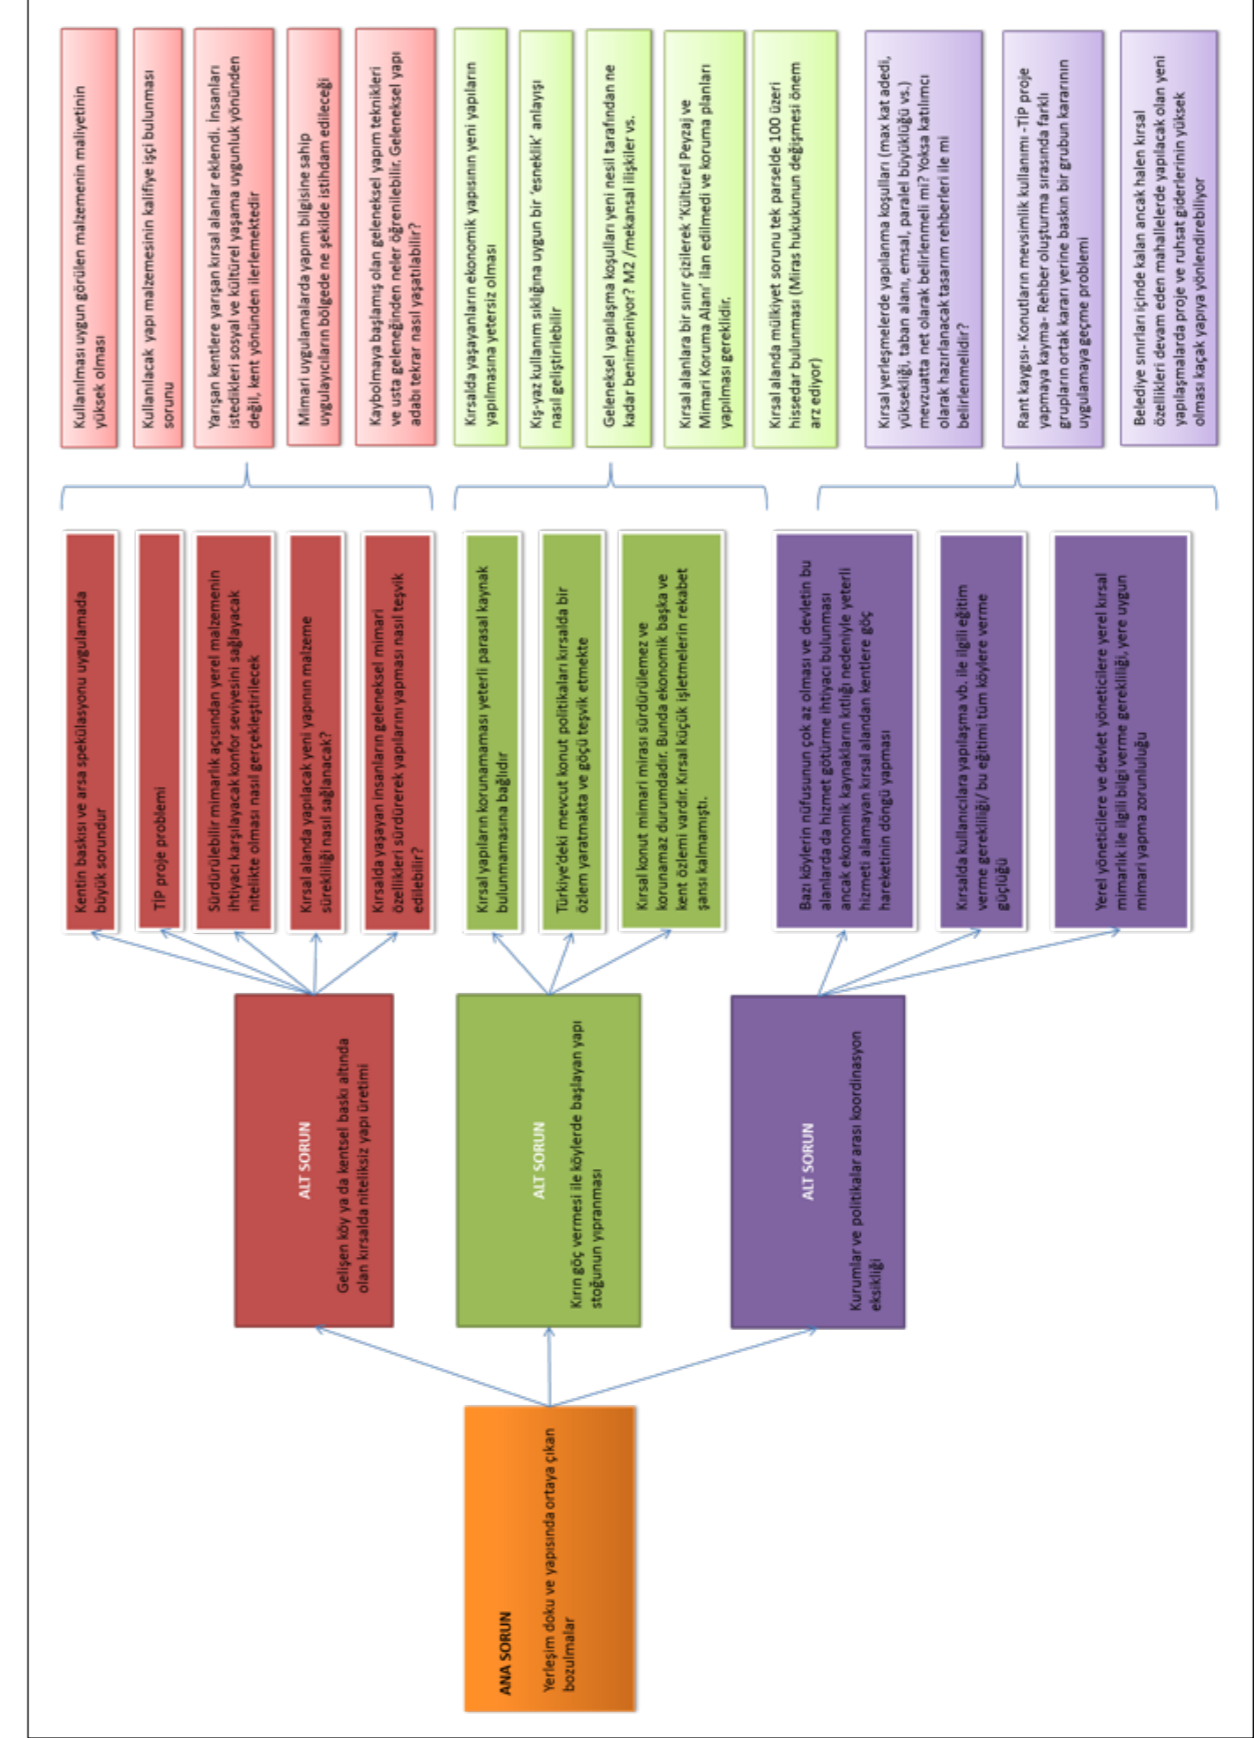 ANA SORUN
Yerleşim doku ve yapısında ortaya çıkan
bozulmalar
ALT SORUN
Gelişen köy ya da kentsel baskı altında
olan kırsalda niteliksiz yapı üretimi
Kentin baskısı ve arsa spekülasyonu uygulamada
büyük sorundur
TİP proje problemi
Sürdürülebilir mimarlık açısından yerel malzemenin
ihtiyacı karşılayacak konfor seviyesini sağlayacak
nitelikte olması nasıl gerçekleştirilecek
Kırsal alanda yapılacak yeni yapının malzeme
sürekliliği nasıl sağlanacak?
Kırsalda yaşayan insanların geleneksel mimari
özellikleri sürdürerek yapılarını yapması nasıl teşvik
edilebilir?
Kullanılması uygun görülen malzemenin maliyetinin
yüksek olması
Kullanılacak yapı malzemesinin kalifiye işçi bulunması
sorunu
Yarışan kentlere yarışan kırsal alanlar eklendi. İnsanları
istedikleri sosyal ve kültürel yaşama uygunluk yönünden
değil, kent yönünden ilerlemektedir
Mimari uygulamalarda yapım bilgisine sahip
uygulayıcıların bölgede ne şekilde istihdam edileceği
Kaybolmaya başlamış olan geleneksel yapım teknikleri
ve usta geleneğinden neler öğrenilebilir. Geleneksel yapı
adabı tekrar nasıl yaşatılabilir?
ALT SORUN
Kırın göç vermesi ile köylerde başlayan yapı
stoğunun yıpranması
Kırsal yapıların korunamaması yeterli parasal kaynak
bulunmamasına bağlıdır
Türkiye'deki mevcut konut politikaları kırsalda bir
özlem yaratmakta ve göçü teşvik etmekte
Kırsal konut mimari mirası sürdürülemez ve
korunamaz durumdadır. Bunda ekonomik başka ve
kent özlemi vardır. Kırsal küçük işletmelerin rekabet
şansı kalmamıştı.
Kırsalda yaşayanların ekonomik yapısının yeni yapıların
yapılmasına yetersiz olması
Kış-yaz kullanım sıklığına uygun bir 'esneklik' anlayışı
nasıl geliştirilebilir
Geleneksel yapılaşma koşulları yeni nesil tarafından ne
kadar benimseniyor? M2 /mekansal ilişkiler vs.
Kırsal alanlara bir sınır çizilerek 'Kültürel Peyzaj ve
Mimari Koruma Alanı' ilan edilmedi ve koruma planları
yapılması gereklidir.
Kırsal alanda mülkiyet sorunu tek parselde 100 üzeri
hissedar bulunması (Miras hukukunun değişmesi önem
arz ediyor)
ALT SORUN
Kurumlar ve politikalar arası koordinasyon
eksikliği
Bazı köylerin nüfusunun çok az olması ve devletin bu
alanlarda da hizmet götürme ihtiyacı bulunması
ancak ekonomik kaynakların kıtlığı nedeniyle yeterli
hizmeti alamayan kırsal alandan kentlere göç
hareketinin döngü yapması
Kırsalda kullanıcılara yapılaşma vb. ile ilgili eğitim
verme gerekliliği/ bu eğitimi tüm köylere verme
güçlüğü
Yerel yöneticilere ve devlet yöneticilere yerel kırsal
mimarlık ile ilgili bilgi verme gerekliliği, yere uygun
mimari yapma zorunluluğu
Kırsal yerleşmelerde yapılanma koşulları (max kat adedi,
yüksekliği, taban alanı, emsal, paralel büyüklüğü vs.)
mevzuatta net olarak belirlenmeli mi? Yoksa katılımcı
olarak hazırlanacak tasarım rehberleri ile mi
belirlenmelidir?
Rant kaygısı- Konutların mevsimlik kullanımı -TİP proje
yapmaya kayma- Rehber oluşturma sırasında farklı
grupların ortak kararı yerine baskın bir grubun kararının
uygulamaya geçme problemi
Belediye sınırları içinde kalan ancak halen kırsal
özellikleri devam eden mahallelerde yapılacak olan yeni
yapılaşmalarda proje ve ruhsat giderlerinin yüksek
olması kaçak yapıya yönlendirebiliyor